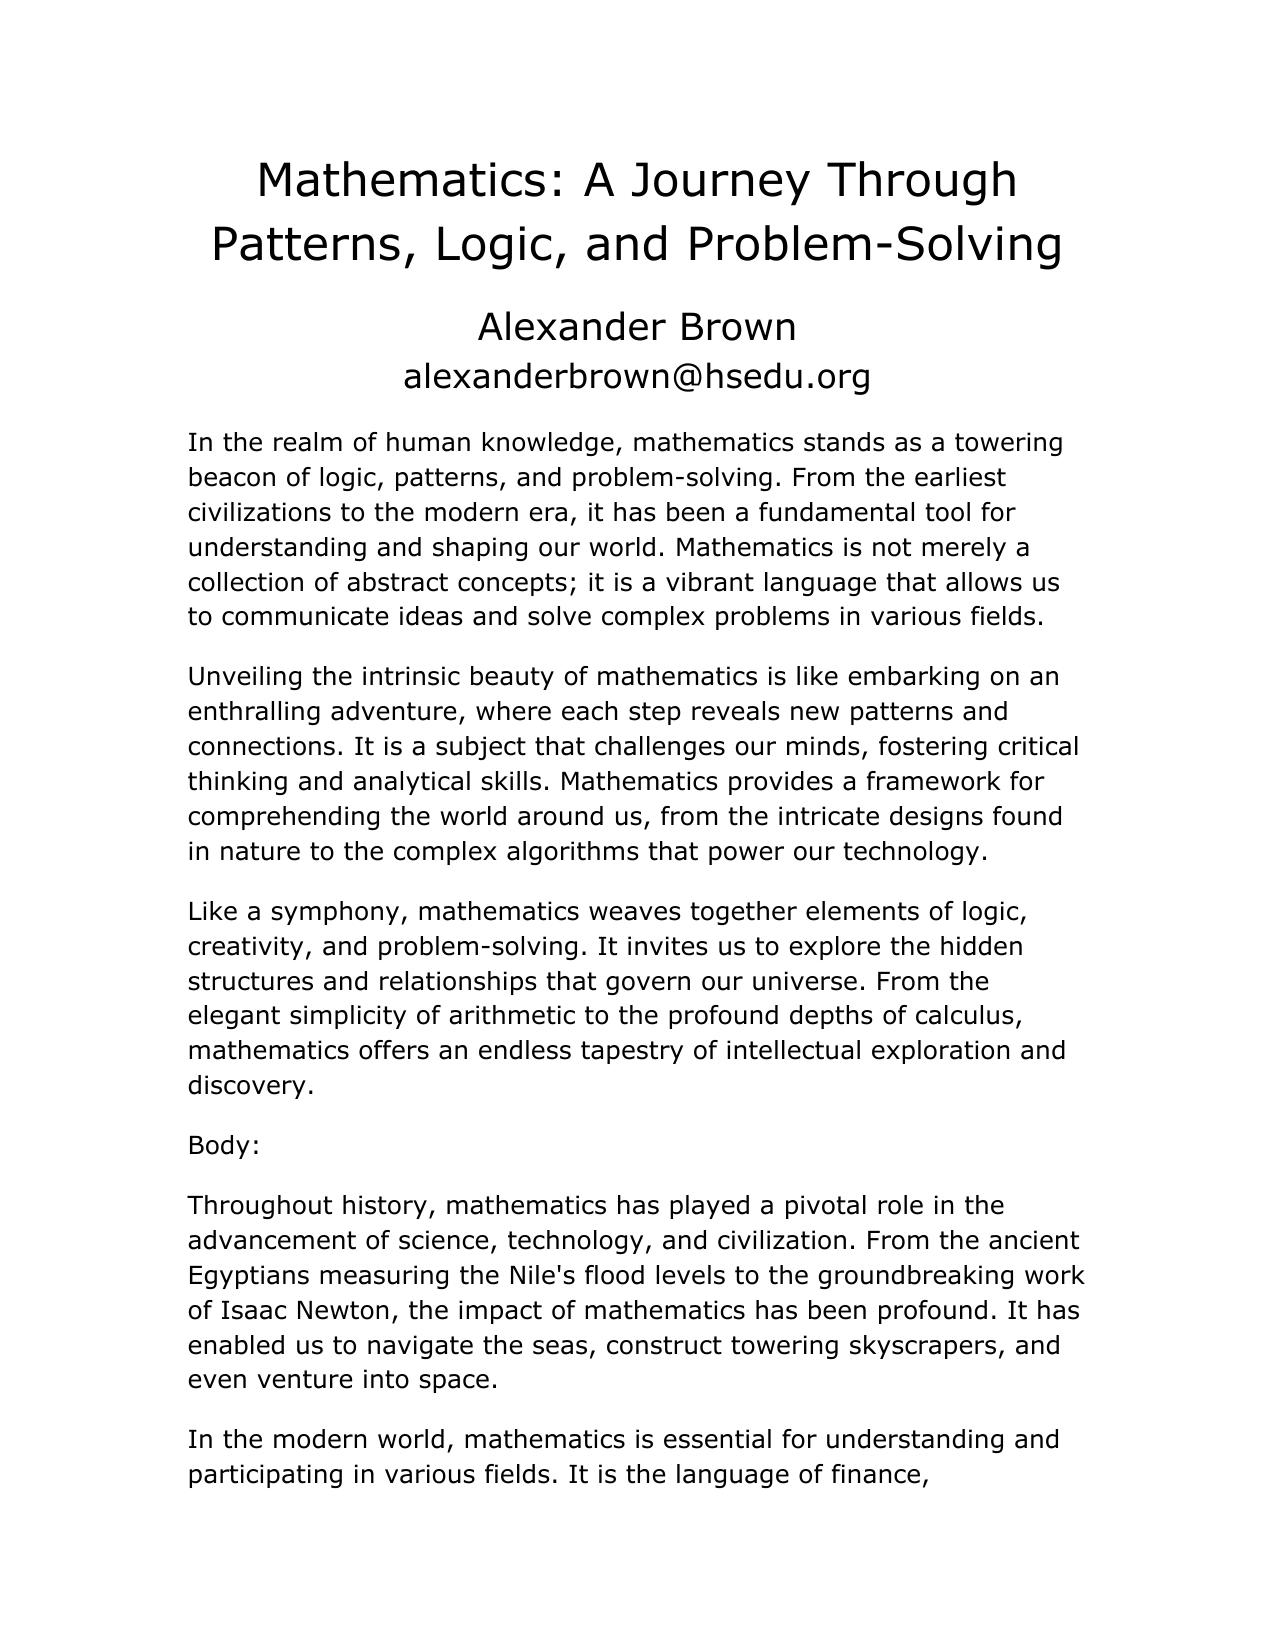 Mathematics: A Journey Through
Patterns, Logic, and Problem-Solving
Alexander Brown
alexanderbrown@hsedu.org
In the realm of human knowledge, mathematics stands as a towering
beacon of logic, patterns, and problem-solving. From the earliest
civilizations to the modern era, it has been a fundamental tool for
understanding and shaping our world. Mathematics is not merely a
collection of abstract concepts; it is a vibrant language that allows us
to communicate ideas and solve complex problems in various fields.
Unveiling the intrinsic beauty of mathematics is like embarking on an
enthralling adventure, where each step reveals new patterns and
connections. It is a subject that challenges our minds, fostering critical
thinking and analytical skills. Mathematics provides a framework for
comprehending the world around us, from the intricate designs found
in nature to the complex algorithms that power our technology.
Like a symphony, mathematics weaves together elements of logic,
creativity, and problem-solving. It invites us to explore the hidden
structures and relationships that govern our universe. From the
elegant simplicity of arithmetic to the profound depths of calculus,
mathematics offers an endless tapestry of intellectual exploration and
discovery.
Body:
Throughout history, mathematics has played a pivotal role in the
advancement of science, technology, and civilization. From the ancient
Egyptians measuring the Nile's flood levels to the groundbreaking work
of Isaac Newton, the impact of mathematics has been profound. It has
enabled us to navigate the seas, construct towering skyscrapers, and
even venture into space.
In the modern world, mathematics is essential for understanding and
participating in various fields. It is the language of finance,